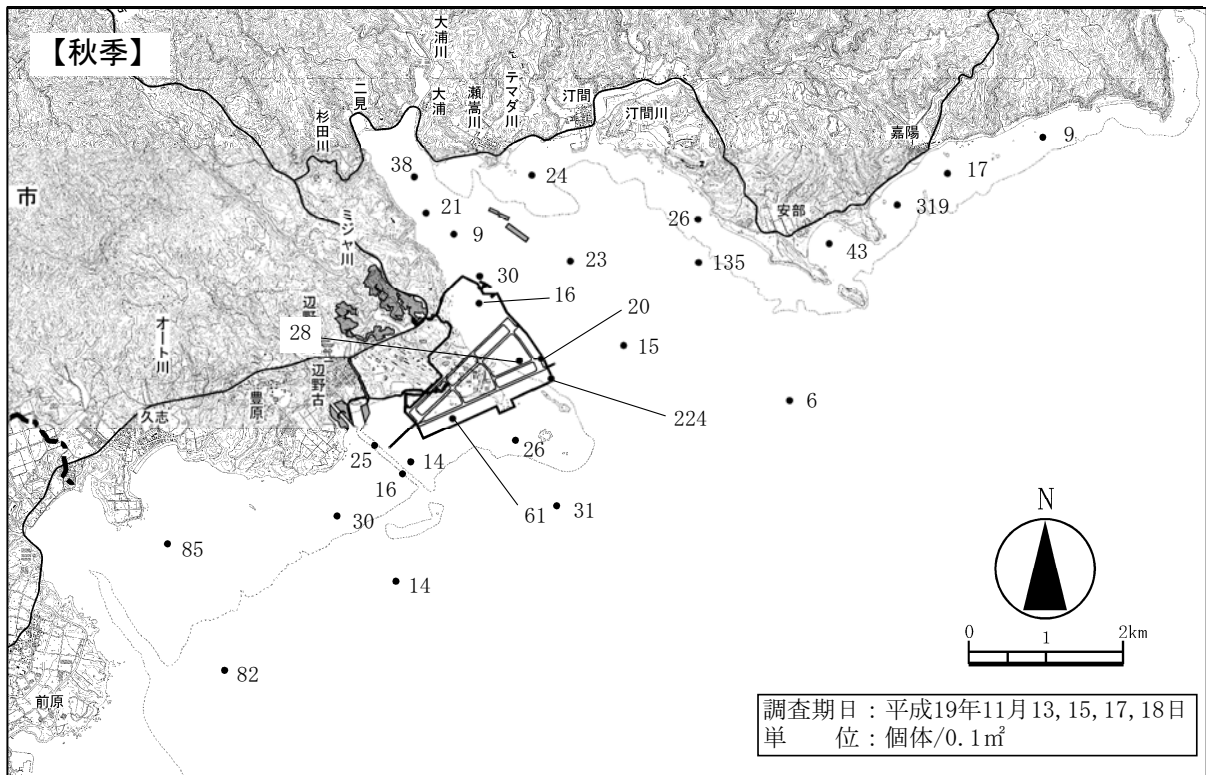 【秋季】
大浦川
テマダ川
瀬嵩川
大浦
二見
杉田川
汀間
汀間川
嘉陽
安部
市
ミジャ川
オート川
辺野古
豊原
久志
前原
9
17
319
43
24
38
21
9
26
135
23
30
16
20
28
15
6
224
26
25
14
16
61
31
30
85
14
82
N
0 1 2km
調査期日：平成19年11月13,15,17,18日
単　　位：個体/0.1㎡